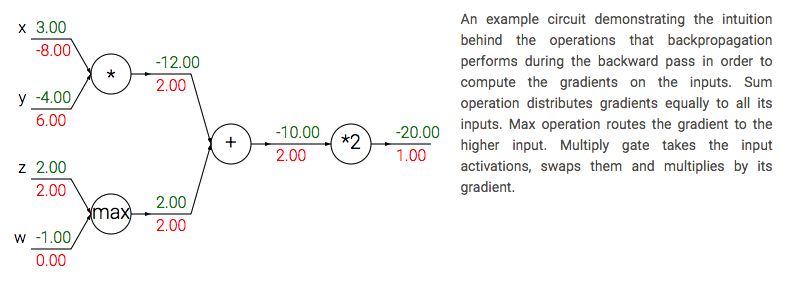 x 3.00
-8.00
*
-12.00
2.00
y -4.00
6.00
+
-10.00
2.00
*2
-20.00
1.00
z 2.00
2.00
max
2.00
2.00
w -1.00
0.00
An example circuit demonstrating the intuition
behind the operations that backpropagation
performs during the backward pass in order to
compute the gradients on the inputs. Sum
operation distributes gradients equally to all its
inputs. Max operation routes the gradient to the
higher input. Multiply gate takes the input
activations, swaps them and multiplies by its
gradient.